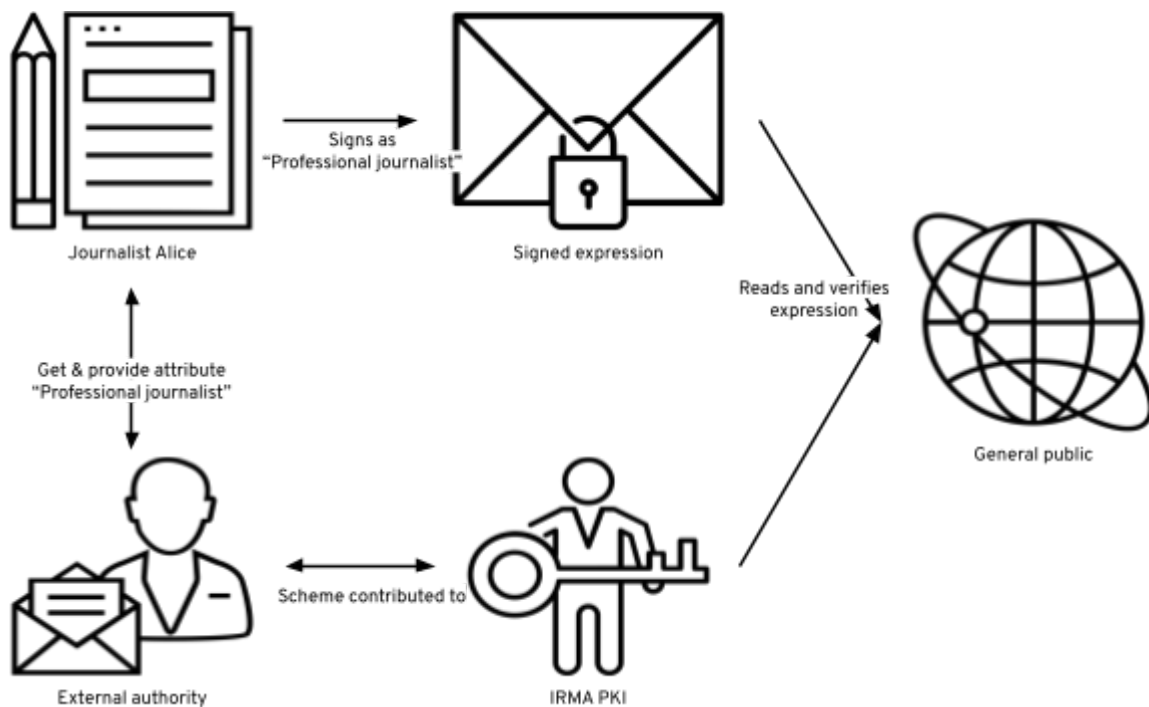 Signs as
“Professional journalist”
Journalist Alice
Signed expression
Reads and verifies
expression
Get & provide attribute
“Professional journalist”
General public
Scheme contributed to
External authority
IRMA PKI